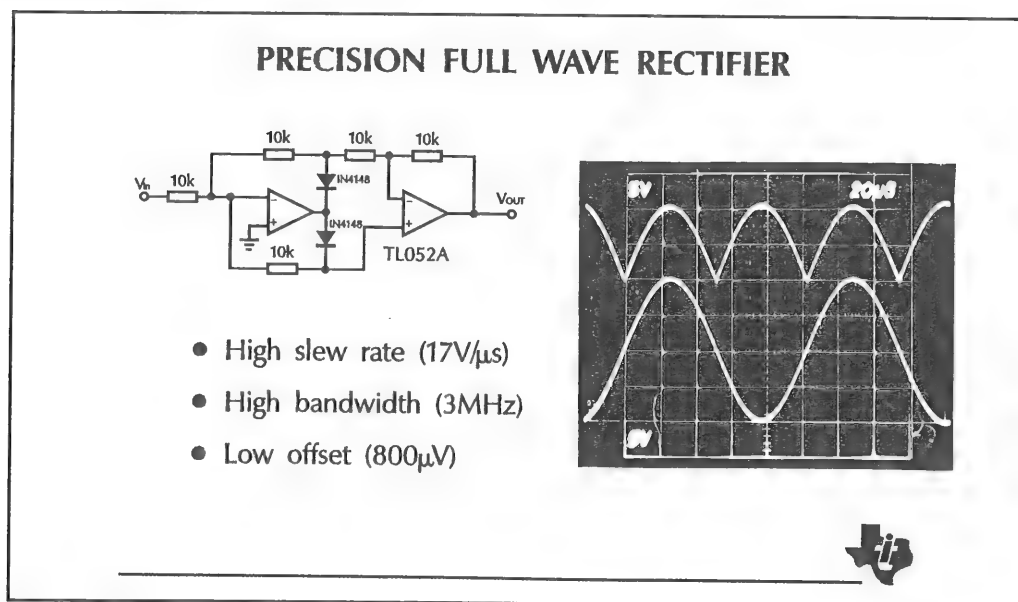 PRECISION FULL WAVE RECTIFIER
10k
10k
10k
Vin
10k
IN4148
IN4148
10k
VOUT
TL052A
5V
20µs
● High slew rate (17V/µs)
● High bandwidth (3MHz)
● Low offset (800µV)